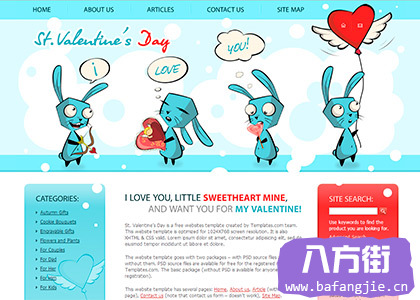 HOME
ABOUT US
ARTICLES
CONTACT US
SITE MAP
St.Valentine's Day
i
LOVE
YOU!
CATEGORIES:
Autumn Gifts
Cookie Bouquets
Engravable Gifts
Flowers and Plants
For Couples
For Dad
For Her
For
For
I LOVE YOU, LITTLE SWEETHEART MINE,
AND WANT YOU FOR MY VALENTINE!
St. Valentine's Day is a free website template created by Templates.com team.
This website template is optimized for 1024X768 screen resolution. It is also
XHTML & CSS valid. Lorem ipsum dolor sit amet, consectetur adipiscing elit, sed do
eiusmod tempor incididunt ut labore et dolore.
This website template goes with two packages – with PSD source files and
without them. PSD source files are available for free for the registered
Templates.com. The basic package (without PSD is available for anyone
without registration).
This website template has several pages: Home, About us, Article
page), Contact us (note that contact us form – doesn't work), Site Map.
SITE SEARCH:
Use keywords to find the
product you are looking for.
Advanced Search
八方街
www.bafangjie.cn